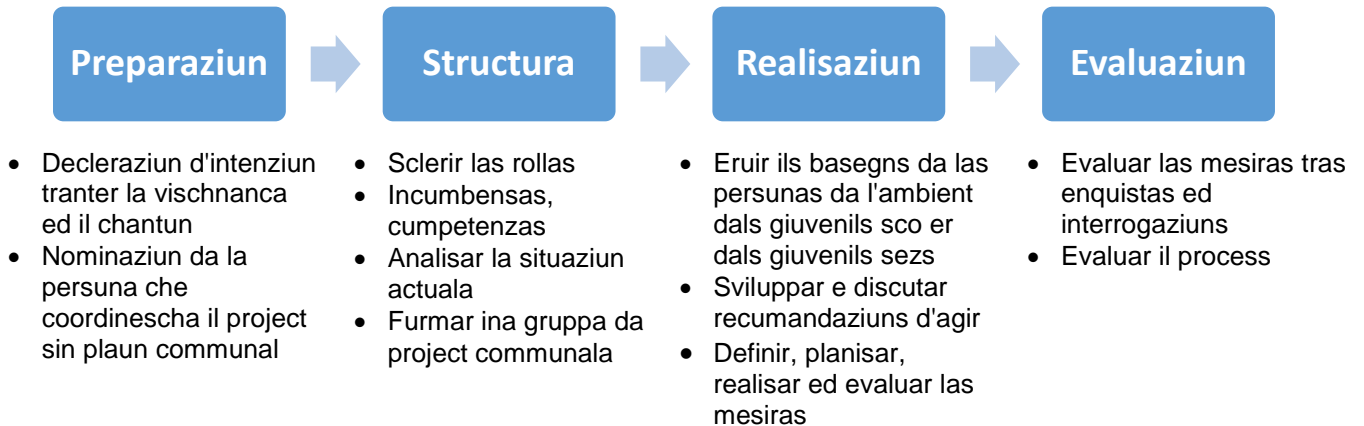 Preparaziun
Structura
Realisaziun
Evaluaziun
• Decleraziun d'intenziun
tranter la vischnanca
ed il chantun
• Nominaziun da la
persuna che
coordinescha il project
sin plaun communal
• Sclerir las rollas
• Incumbensas,
cumpetenzas
• Analisar la situaziun
actuala
• Furmar ina gruppa da
project communala
• Eruir ils basegns da las
persunas da l'ambient
dals giuvenils sco er
dals giuvenils sezs
• Sviluppar e discutar
recumandaziuns d'agir
• Definir, planisar,
realisar ed evaluar las
mesiras
• Evaluar las mesiras tras
enquistas ed
interrogaziuns
• Evaluar il process